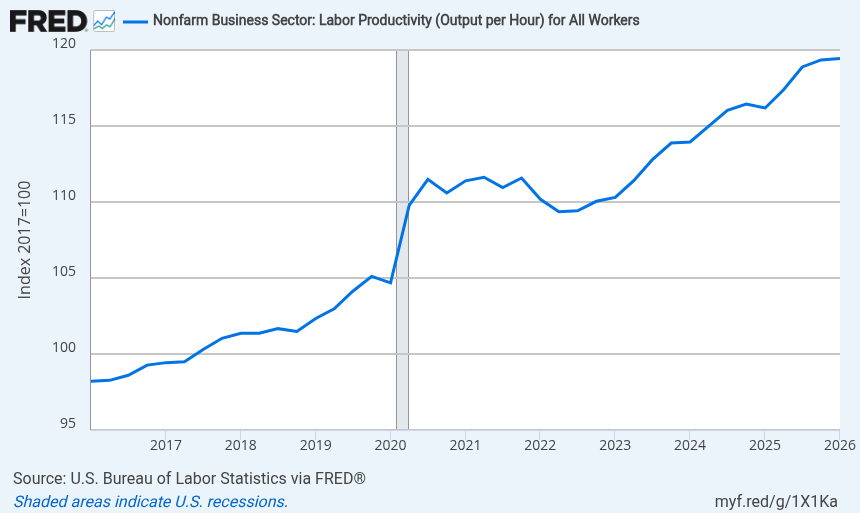 FRED Nonfarm Business Sector: Labor Productivity (Output per Hour) for All Workers
120
115
110
105
100
95
Index 2017=100
2017 2018 2019 2020 2021 2022 2023 2024 2025 2026
Source: U.S. Bureau of Labor Statistics via FRED®
Shaded areas indicate U.S. recessions.
myf.red/g/1X1Ka